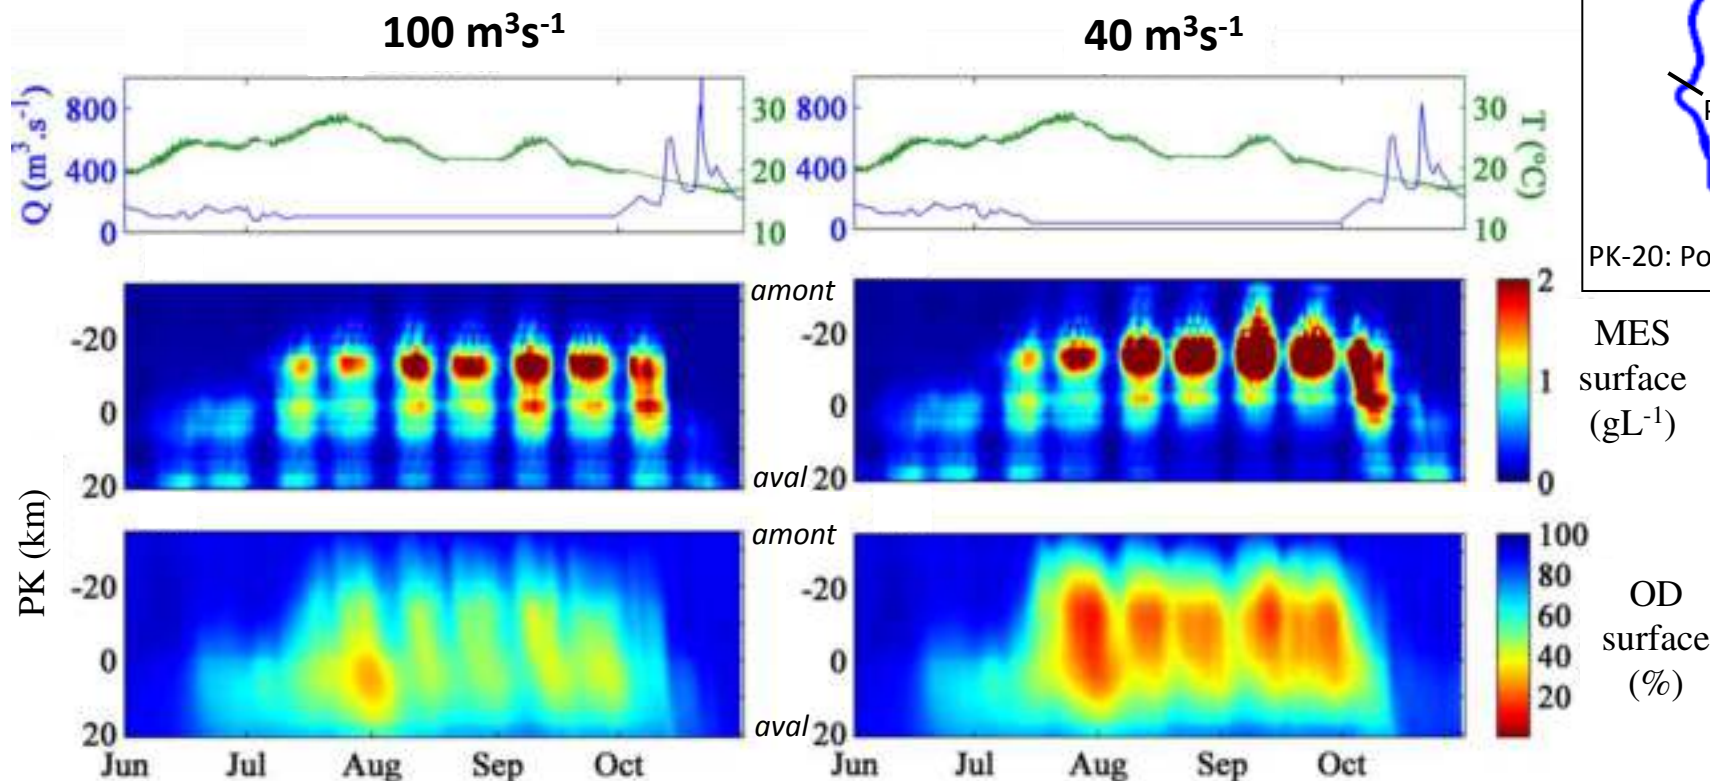 100 m³s⁻¹
40 m³s⁻¹
Q (m³.s⁻¹)
800
400
0
30
20
10
800
400
0
30
20
10
T (°C)
P
PK-20: Po
PK (km)
-20
0
20
amont
aval
-20
0
20
2
1
0
MES
surface
(gL⁻¹)
-20
0
20
amont
aval
-20
0
20
100
80
60
40
20
OD
surface
(%)
Jun Jul Aug Sep Oct
Jun Jul Aug Sep Oct